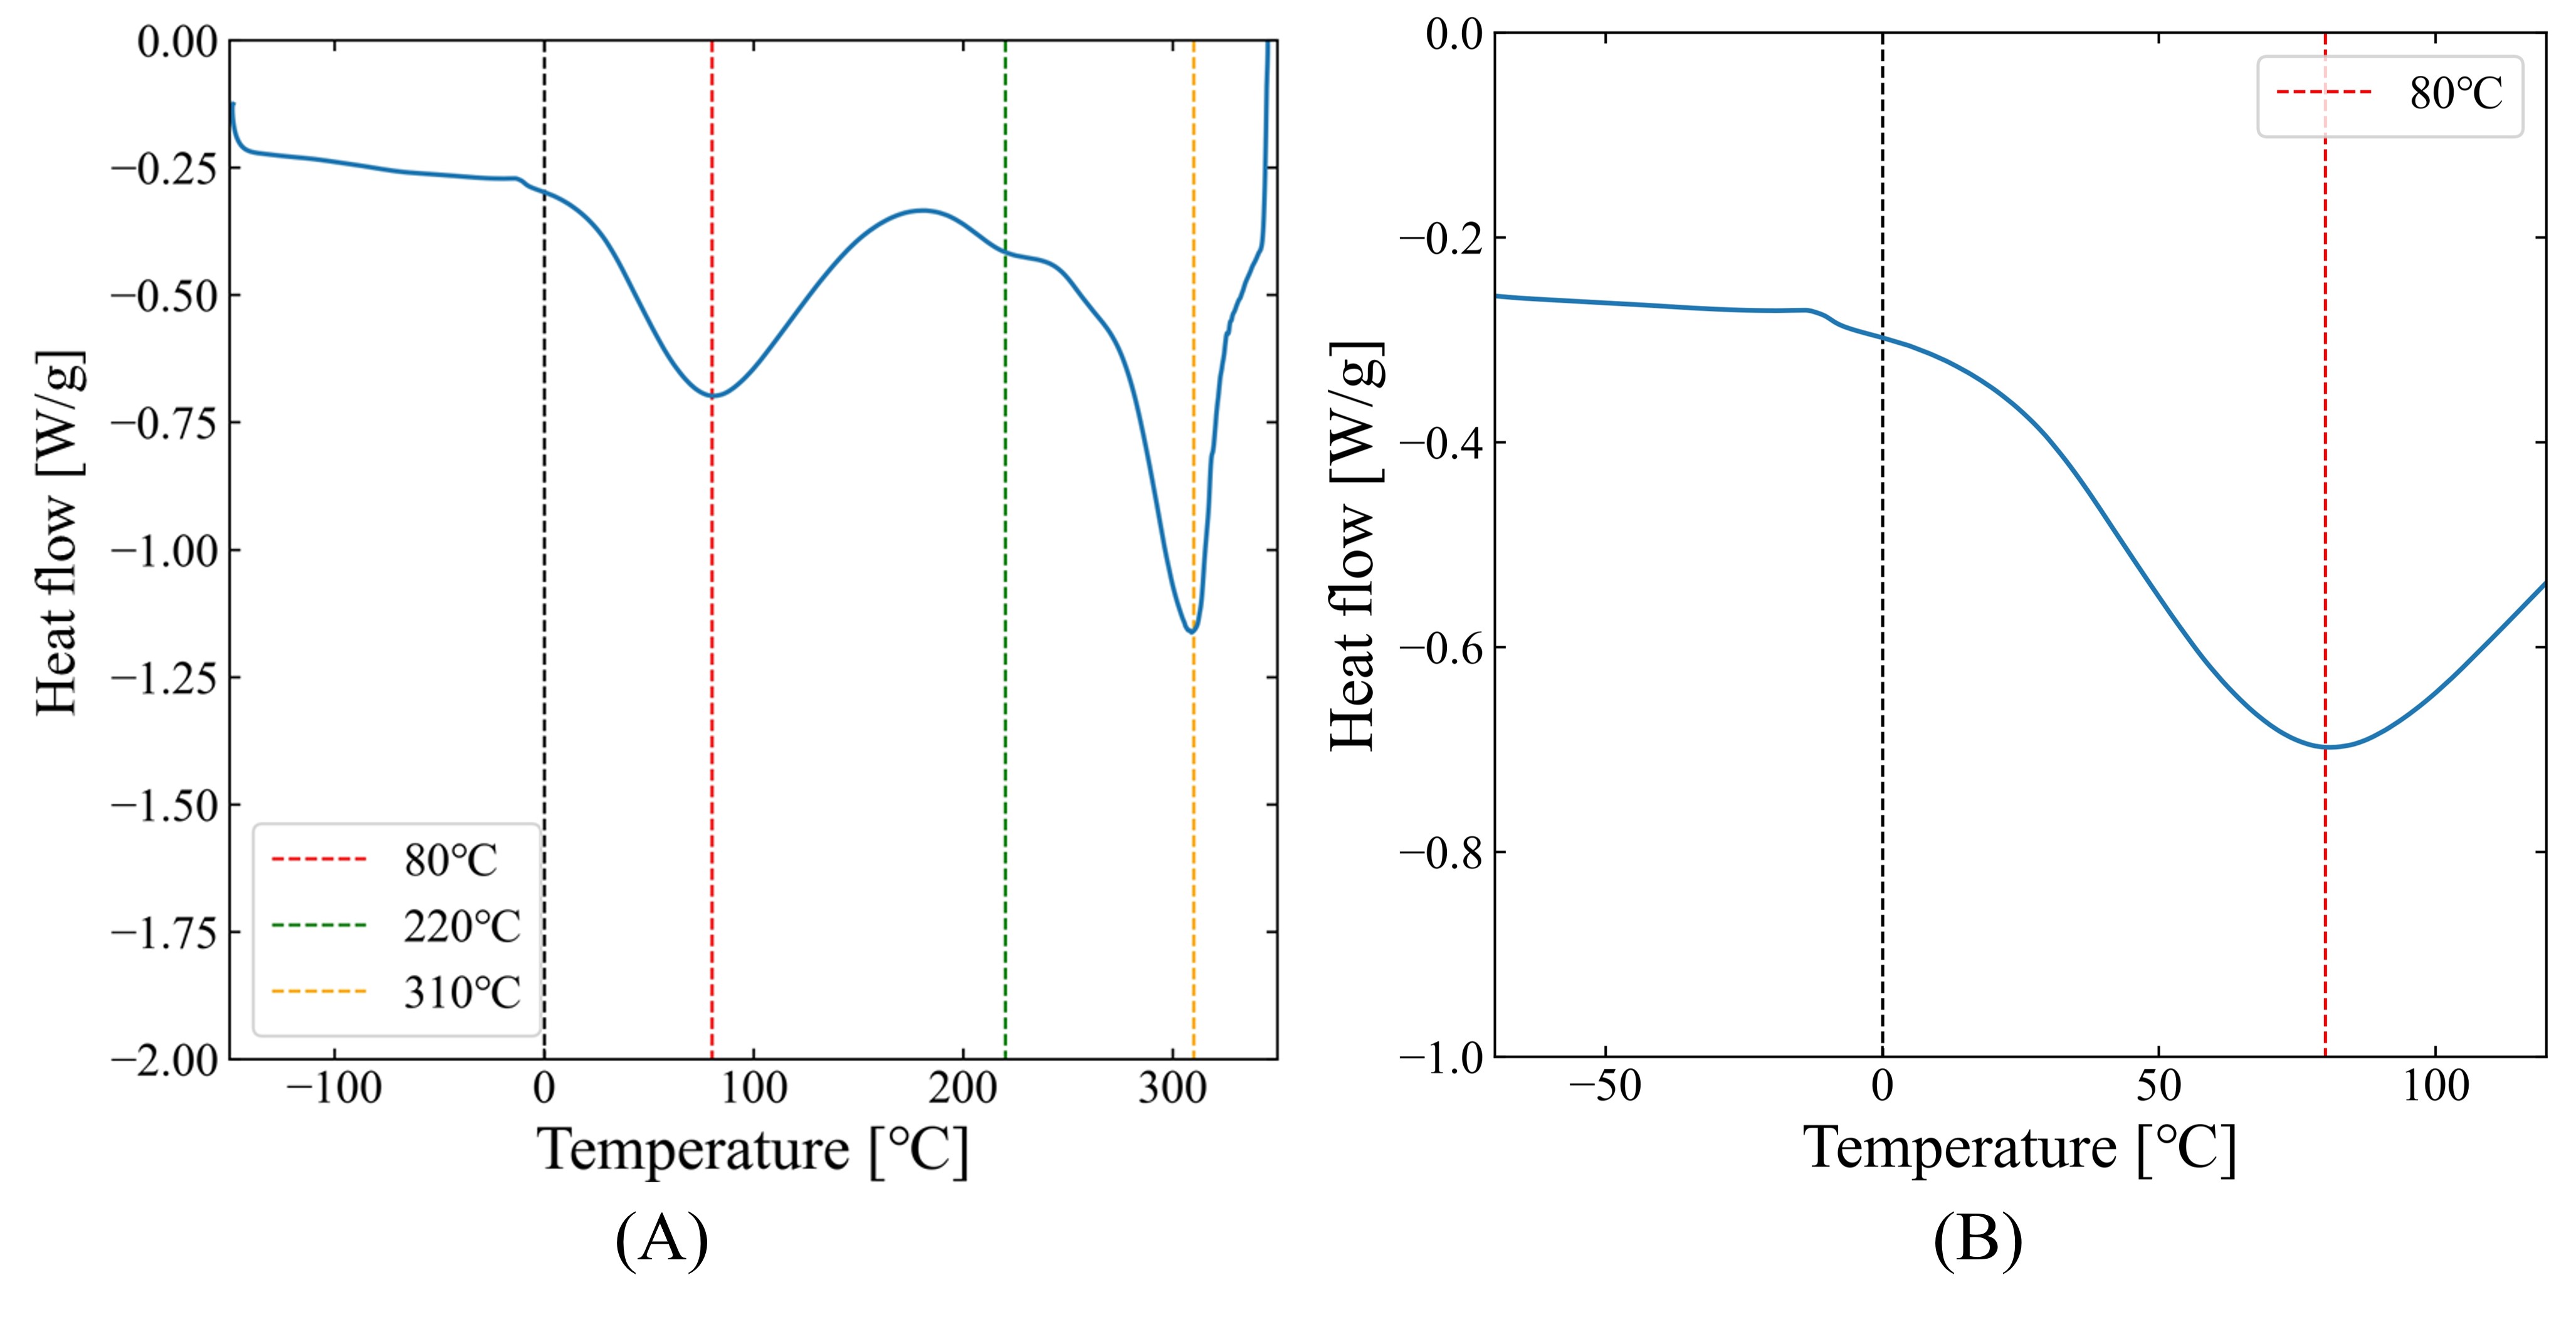 0.00
−0.25
−0.50
−0.75
−1.00
−1.25
−1.50
−1.75
−2.00
Heat flow [W/g]
80℃
220℃
310℃
−100 0 100 200 300
Temperature [℃]
(A)
0.0
−0.2
−0.4
−0.6
−0.8
−1.0
Heat flow [W/g]
80℃
−50 0 50 100
Temperature [℃]
(B)